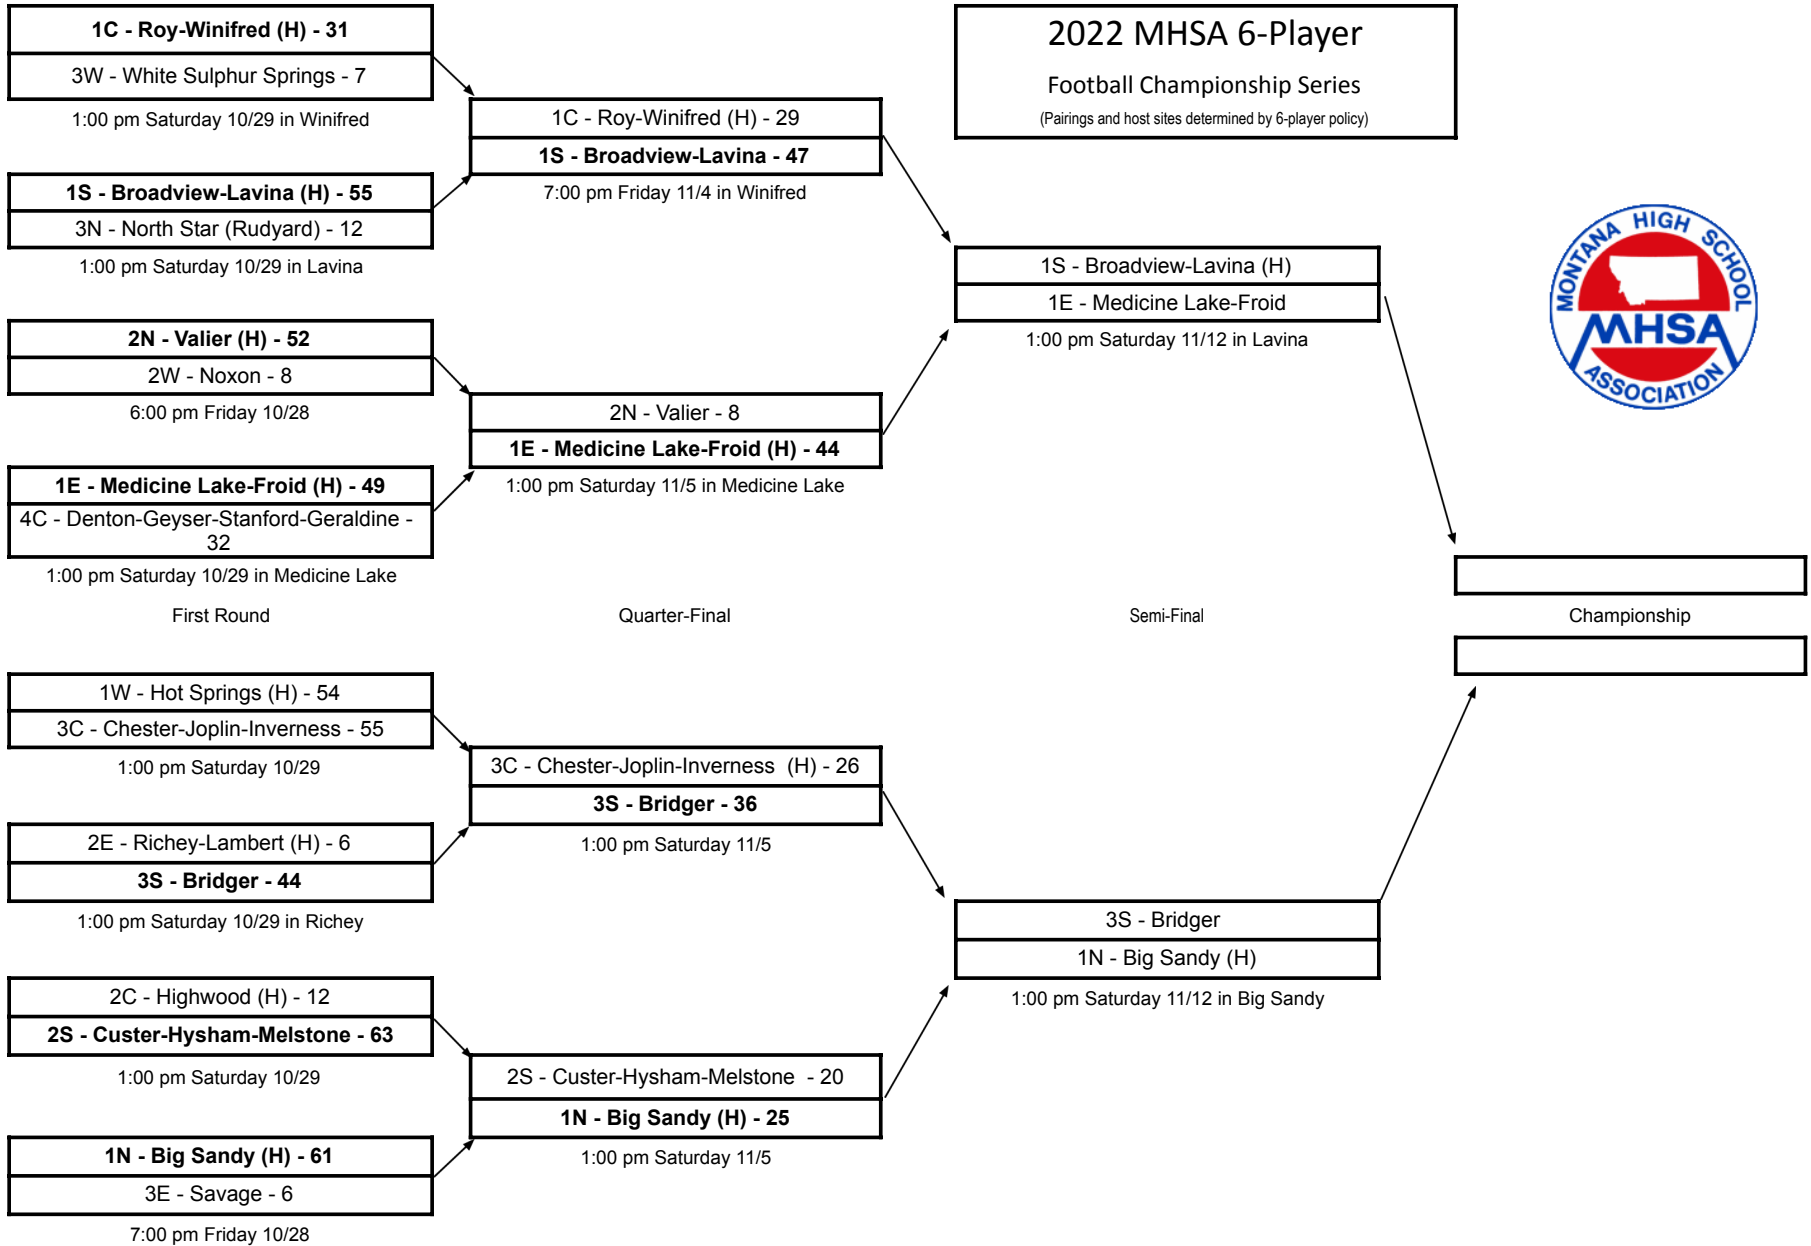 1C - Roy-Winifred (H) - 31
3W - White Sulphur Springs - 7
1:00 pm Saturday 10/29 in Winifred
1S - Broadview-Lavina (H) - 55
3N - North Star (Rudyard) - 12
1:00 pm Saturday 10/29 in Lavina
2N - Valier (H) - 52
2W - Noxon - 8
6:00 pm Friday 10/28
1E - Medicine Lake-Froid (H) - 49
4C - Denton-Geyser-Stanford-Geraldine -
32
1:00 pm Saturday 10/29 in Medicine Lake
1C - Roy-Winifred (H) - 29
1S - Broadview-Lavina - 47
7:00 pm Friday 11/4 in Winifred
2N - Valier - 8
1E - Medicine Lake-Froid (H) - 44
1:00 pm Saturday 11/5 in Medicine Lake
2022 MHSA 6-Player
Football Championship Series
(Pairings and host sites determined by 6-player policy)
1S - Broadview-Lavina (H)
1E - Medicine Lake-Froid
1:00 pm Saturday 11/12 in Lavina
MONTANA HIGH SCHOOL
MHSA
ASSOCIATION
First Round
Quarter-Final
Semi-Final
Championship
1W - Hot Springs (H) - 54
3C - Chester-Joplin-Inverness - 55
1:00 pm Saturday 10/29
2E - Richey-Lambert (H) - 6
3S - Bridger - 44
1:00 pm Saturday 10/29 in Richey
2C - Highwood (H) - 12
2S - Custer-Hysham-Melstone - 63
1:00 pm Saturday 10/29
1N - Big Sandy (H) - 61
3E - Savage - 6
7:00 pm Friday 10/28
3C - Chester-Joplin-Inverness (H) - 26
3S - Bridger - 36
1:00 pm Saturday 11/5
2S - Custer-Hysham-Melstone - 20
1N - Big Sandy (H) - 25
1:00 pm Saturday 11/5
3S - Bridger
1N - Big Sandy (H)
1:00 pm Saturday 11/12 in Big Sandy